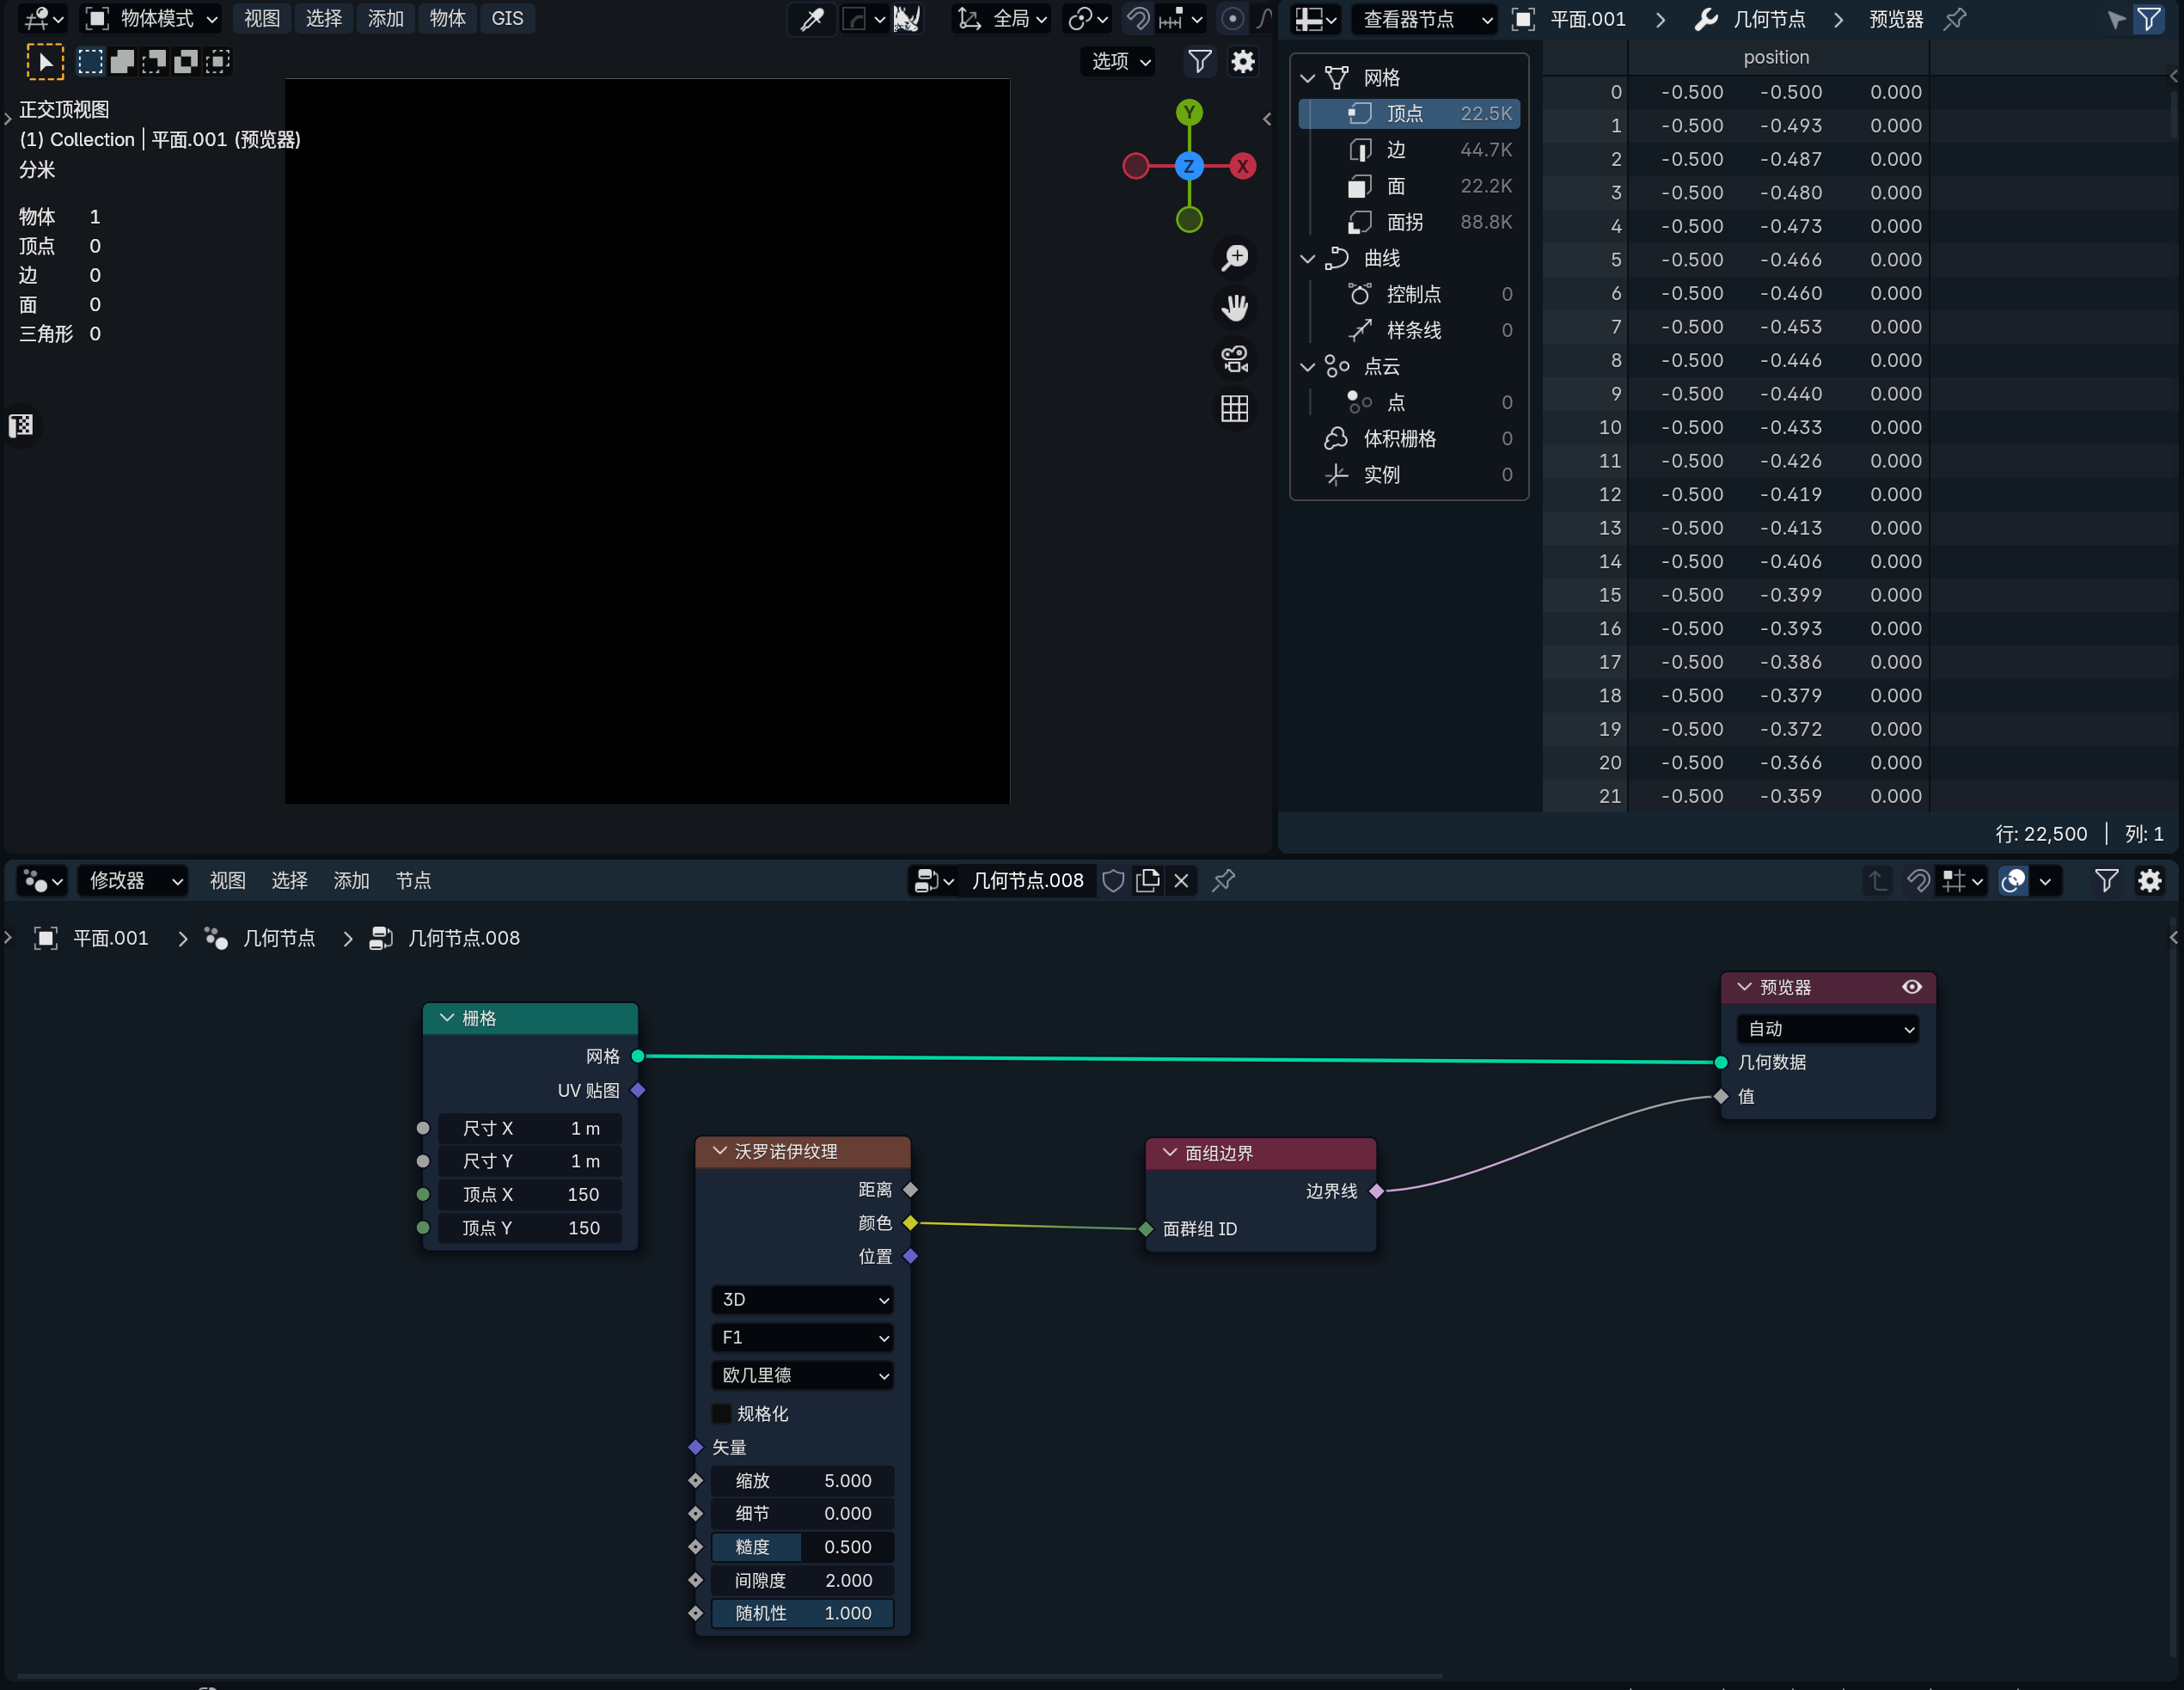 物体模式 视图 选择 添加 物体 GIS 全局
选项
正交顶视图
(1) Collection | 平面.001 (预览器)
分米
物体 1
顶点 0
边 0
面 0
三角形 0
Y
Z
X
查看器节点 平面.001 几何节点 预览器
网格
顶点 22.5K
边 44.7K
面 22.2K
面拐 88.8K
曲线
控制点 0
样条线 0
点云
点 0
体积栅格 0
实例 0
position
0 -0.500 -0.500 0.000
1 -0.500 -0.493 0.000
2 -0.500 -0.487 0.000
3 -0.500 -0.480 0.000
4 -0.500 -0.473 0.000
5 -0.500 -0.466 0.000
6 -0.500 -0.460 0.000
7 -0.500 -0.453 0.000
8 -0.500 -0.446 0.000
9 -0.500 -0.440 0.000
10 -0.500 -0.433 0.000
11 -0.500 -0.426 0.000
12 -0.500 -0.419 0.000
13 -0.500 -0.413 0.000
14 -0.500 -0.406 0.000
15 -0.500 -0.399 0.000
16 -0.500 -0.393 0.000
17 -0.500 -0.386 0.000
18 -0.500 -0.379 0.000
19 -0.500 -0.372 0.000
20 -0.500 -0.366 0.000
21 -0.500 -0.359 0.000
行: 22,500 | 列: 1
修改器 视图 选择 添加 节点 几何节点.008
平面.001 几何节点 几何节点.008
栅格
网格
UV 贴图
尺寸 X 1 m
尺寸 Y 1 m
顶点 X 150
顶点 Y 150
沃罗诺伊纹理
距离
颜色
位置
3D
F1
欧几里德
规格化
矢量
缩放 5.000
细节 0.000
糙度 0.500
间隙度 2.000
随机性 1.000
面组边界
边界线
面群组 ID
预览器
自动
几何数据
值